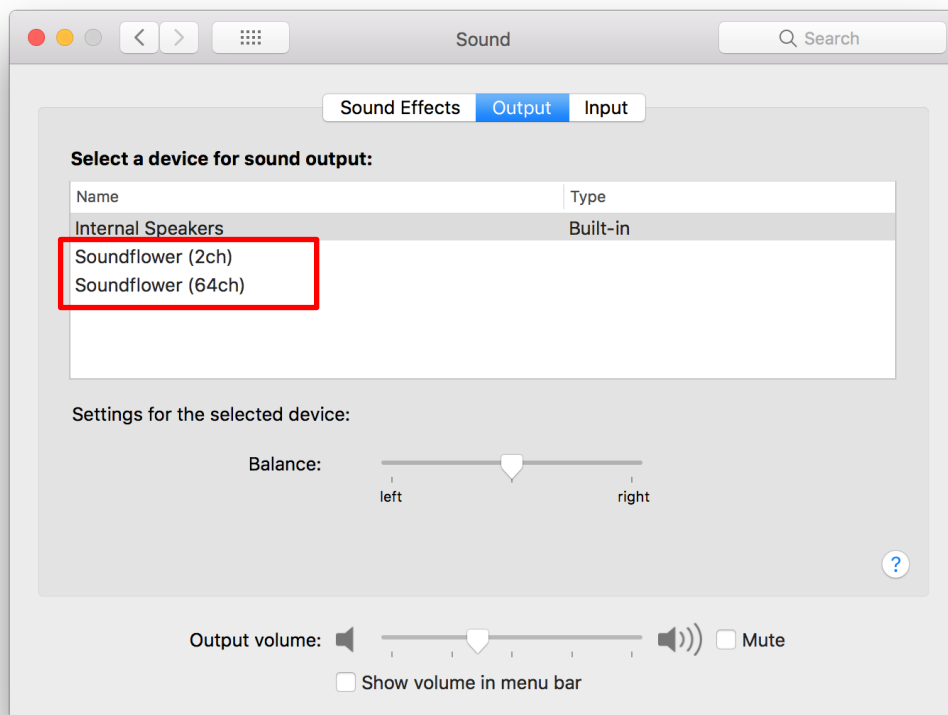 Sound
Search
Sound Effects Output Input
Select a device for sound output:
Name Type
Internal Speakers Built-in
Soundflower (2ch)
Soundflower (64ch)
Settings for the selected device:
Balance:
left right
?
Output volume: Mute
Show volume in menu bar